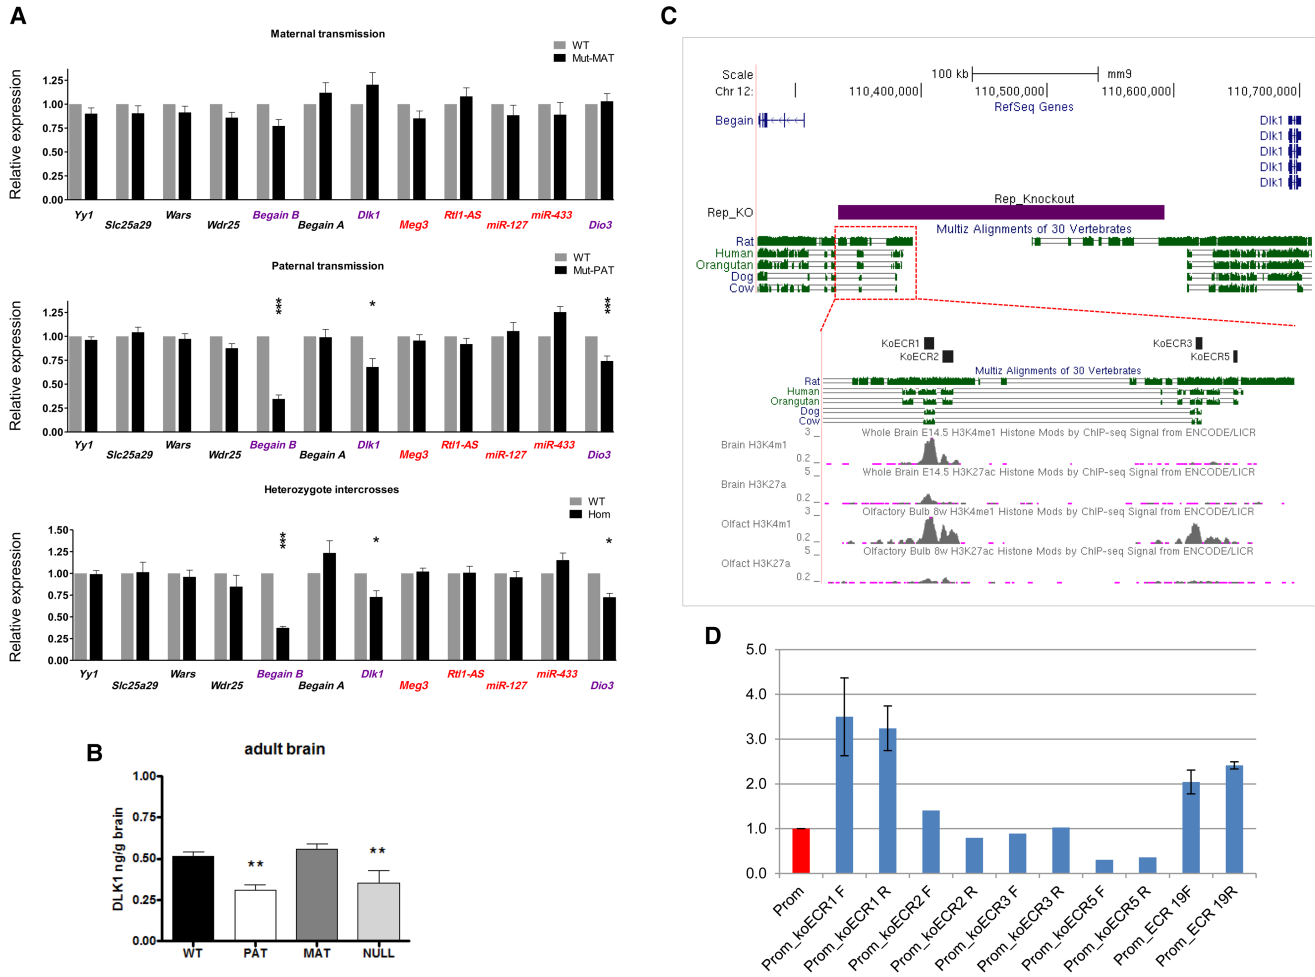 A
Maternal transmission
WT
Mut-MAT
Relative expression
1.25
1.00
0.75
0.50
0.25
0.00
Yy1
Slc25a29
Wars
Wdr25
Begain B
Begain A
Dlk1
Meg3
Rtl1-AS
miR-127
miR-433
Dio3
Paternal transmission
WT
Mut-PAT
Relative expression
1.25
1.00
0.75
0.50
0.25
0.00
***
*
***
Yy1
Slc25a29
Wars
Wdr25
Begain B
Begain A
Dlk1
Meg3
Rtl1-AS
miR-127
miR-433
Dio3
Heterozygote intercrosses
WT
Hom
Relative expression
1.50
1.25
1.00
0.75
0.50
0.25
0.00
***
*
*
Yy1
Slc25a29
Wars
Wdr25
Begain B
Begain A
Dlk1
Meg3
Rtl1-AS
miR-127
miR-433
Dio3
B
adult brain
DLK1 ng/g brain
1.00
0.75
0.50
0.25
0.00
**
**
WT
PAT
MAT
NULL
C
Scale
100 kb
mm9
Chr 12:
110,400,000
110,500,000
110,600,000
110,700,000
RefSeq Genes
Begain
Dlk1
Dlk1
Dlk1
Dlk1
Dlk1
Rep_Knockout
Rep_KO
Multiz Alignments of 30 Vertebrates
Rat
Human
Orangutan
Dog
Cow
KoECR1
KoECR2
KoECR3
KoECR5
Multiz Alignments of 30 Vertebrates
Rat
Human
Orangutan
Dog
Cow
Whole Brain E14.5 H3K4me1 Histone Mods by ChIP-seq Signal from ENCODE/LICR
3
Brain H3K4m1
0.2
Whole Brain E14.5 H3K27ac Histone Mods by ChIP-seq Signal from ENCODE/LICR
5
Brain H3K27a
0.2
Olfactory Bulb 8w H3K4me1 Histone Mods by ChIP-seq Signal from ENCODE/LICR
3
Olfact H3K4m1
0.2
Olfactory Bulb 8w H3K27ac Histone Mods by ChIP-seq Signal from ENCODE/LICR
5
Olfact H3K27a
0.2
D
5.0
4.0
3.0
2.0
1.0
0.0
Prom
Prom_koECR1 F
Prom_koECR1 R
Prom_koECR2 F
Prom_koECR2 R
Prom_koECR3 F
Prom_koECR3 R
Prom_koECR5 F
Prom_koECR5 R
Prom_ECR 19F
Prom_ECR 19R